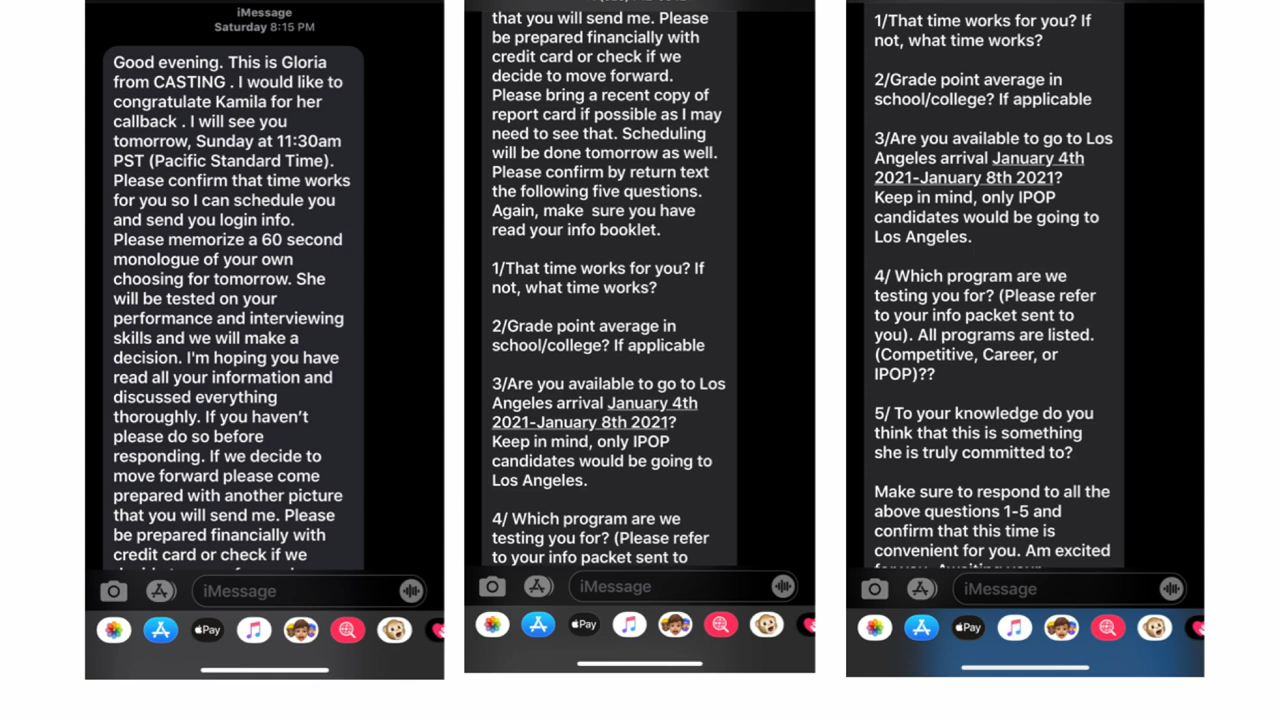 iMessage
Saturday 8:15 PM
Good evening. This is Gloria
from CASTING . I would like to
congratulate Kamila for her
callback . I will see you
tomorrow, Sunday at 11:30am
PST (Pacific Standard Time).
Please confirm that time works
for you so I can schedule you
and send you login info.
Please memorize a 60 second
monologue of your own
choosing for tomorrow. She
will be tested on your
performance and interviewing
skills and we will make a
decision. I'm hoping you have
read all your information and
discussed everything
thoroughly. If you haven't
please do so before
responding. If we decide to
move forward please come
prepared with another picture
that you will send me. Please
be prepared financially with
credit card or check if we
iMessage
Pay
that you will send me. Please
be prepared financially with
credit card or check if we
decide to move forward.
Please bring a recent copy of
report card if possible as I may
need to see that. Scheduling
will be done tomorrow as well.
Please confirm by return text
the following five questions.
Again, make sure you have
read your info booklet.
1/That time works for you? If
not, what time works?
2/Grade point average in
school/college? If applicable
3/Are you available to go to Los
Angeles arrival January 4th
2021-January 8th 2021?
Keep in mind, only IPOP
candidates would be going to
Los Angeles.
4/ Which program are we
testing you for? (Please refer
to your info packet sent to
iMessage
Pay
1/That time works for you? If
not, what time works?
2/Grade point average in
school/college? If applicable
3/Are you available to go to Los
Angeles arrival January 4th
2021-January 8th 2021?
Keep in mind, only IPOP
candidates would be going to
Los Angeles.
4/ Which program are we
testing you for? (Please refer
to your info packet sent to
you). All programs are listed.
(Competitive, Career, or
IPOP)??
5/ To your knowledge do you
think that this is something
she is truly committed to?
Make sure to respond to all the
above questions 1-5 and
confirm that this time is
convenient for you. Am excited
iMessage
Pay